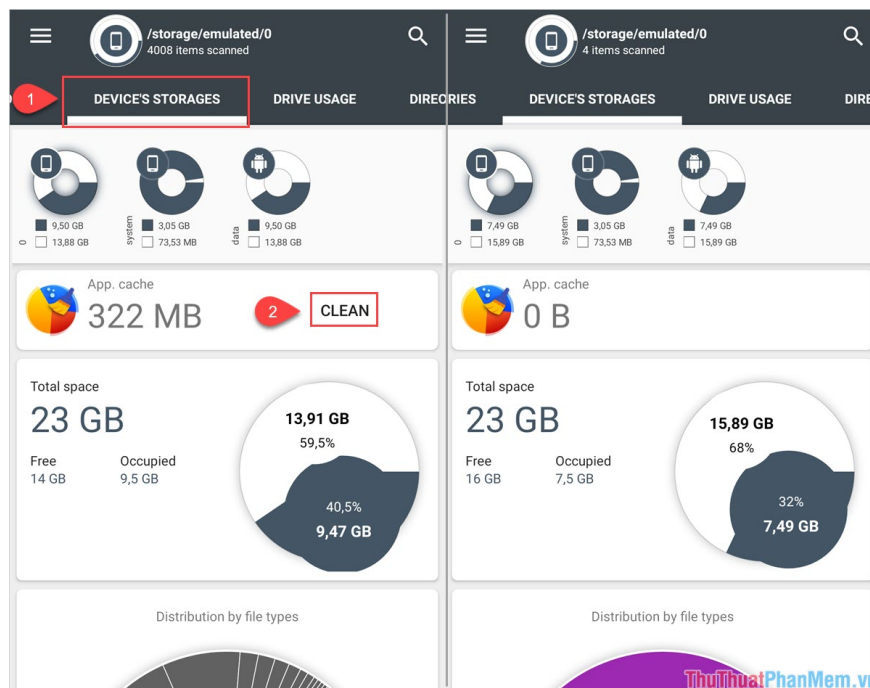 /storage/emulated/0
4008 items scanned
1
DEVICE'S STORAGES
DRIVE USAGE
DIREC
0
9,50 GB
13,88 GB
system
3,05 GB
73,53 MB
data
9,50 GB
13,88 GB
App. cache
322 MB
2
CLEAN
Total space
23 GB
Free
14 GB
Occupied
9,5 GB
13,91 GB
59,5%
40,5%
9,47 GB
Distribution by file types
/storage/emulated/0
4 items scanned
ORIES
DEVICE'S STORAGES
DRIVE USAGE
DIRE
0
7,49 GB
15,89 GB
system
3,05 GB
73,53 MB
data
7,49 GB
15,89 GB
App. cache
0 B
Total space
23 GB
Free
16 GB
Occupied
7,5 GB
15,89 GB
68%
32%
7,49 GB
Distribution by file types
ThuThuatPhanMem.v